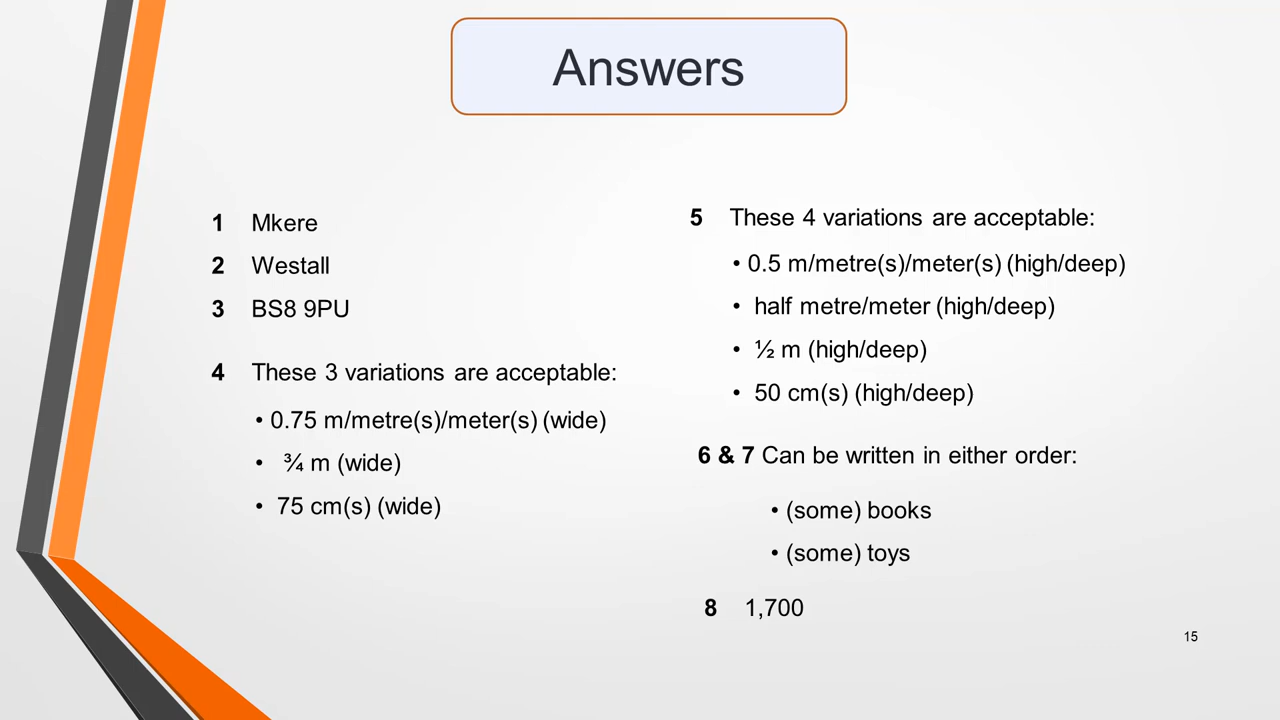 Answers
1 Mkere
2 Westall
3 BS8 9PU
4 These 3 variations are acceptable:
• 0.75 m/metre(s)/meter(s) (wide)
• ¾ m (wide)
• 75 cm(s) (wide)
5 These 4 variations are acceptable:
• 0.5 m/metre(s)/meter(s) (high/deep)
• half metre/meter (high/deep)
• ½ m (high/deep)
• 50 cm(s) (high/deep)
6 & 7 Can be written in either order:
• (some) books
• (some) toys
8 1,700
15